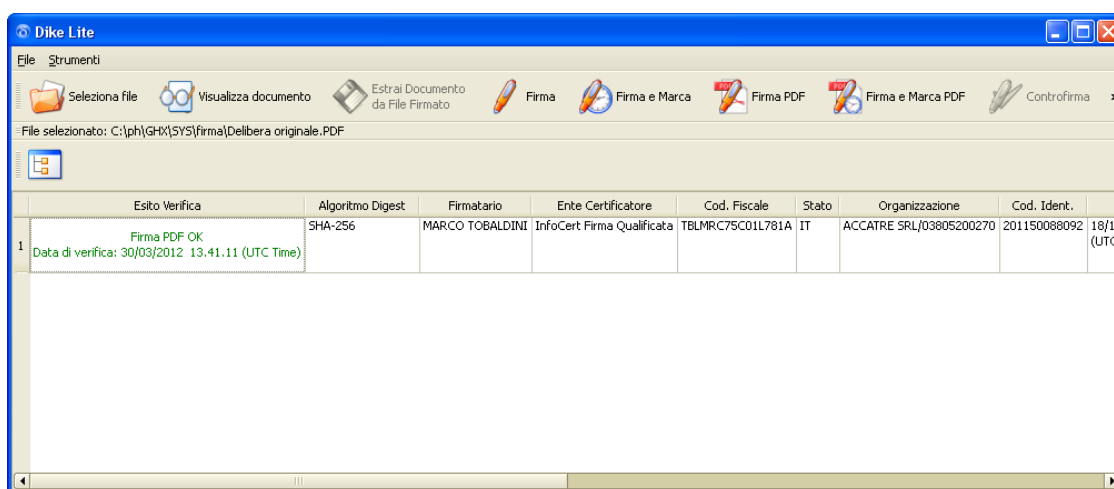 Dike Lite
File Strumenti
Seleziona file Visualizza documento Estrai Documento da File Firmato Firma Firma e Marca Firma PDF Firma e Marca PDF Controfirma
File selezionato: C:\ph\GHX\SYS\firma\Delibera originale.PDF
Esito Verifica Algoritmo Digest Firmatario Ente Certificatore Cod. Fiscale Stato Organizzazione Cod. Ident.
1 Firma PDF OK SHA-256 MARCO TOBALDINI InfoCert Firma Qualificata TBLMRC75C01L781A IT ACCATRE SRL/03805200270 201150088092 18/1
Data di verifica: 30/03/2012 13.41.11 (UTC Time) (UTC